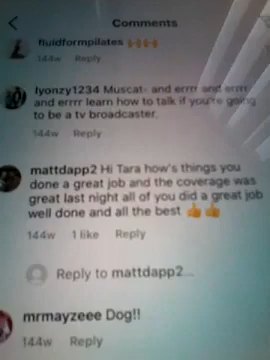 Comments
fluidformpilates 🙌🙌
144w Reply
lyonzy1234 Muscat- and errr and errr
and errrr learn how to talk if you're going
to be a tv broadcaster.
144w Reply
mattdapp2 Hi Tara how's things you
done a great job and the coverage was
great last night all of you did a great job
well done and all the best 👍👍
144w 1 like Reply
Reply to mattdapp2...
mrmayzeee Dog!!
144w Reply